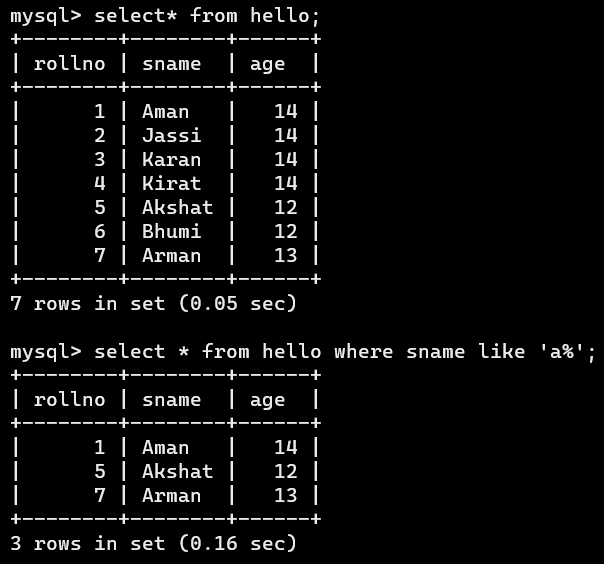 mysql> select* from hello;
+--------+--------+------+
| rollno | sname  | age  |
+--------+--------+------+
|      1 | Aman   |   14 |
|      2 | Jassi  |   14 |
|      3 | Karan  |   14 |
|      4 | Kirat  |   14 |
|      5 | Akshat |   12 |
|      6 | Bhumi  |   12 |
|      7 | Arman  |   13 |
+--------+--------+------+
7 rows in set (0.05 sec)

mysql> select * from hello where sname like 'a%';
+--------+--------+------+
| rollno | sname  | age  |
+--------+--------+------+
|      1 | Aman   |   14 |
|      5 | Akshat |   12 |
|      7 | Arman  |   13 |
+--------+--------+------+
3 rows in set (0.16 sec)